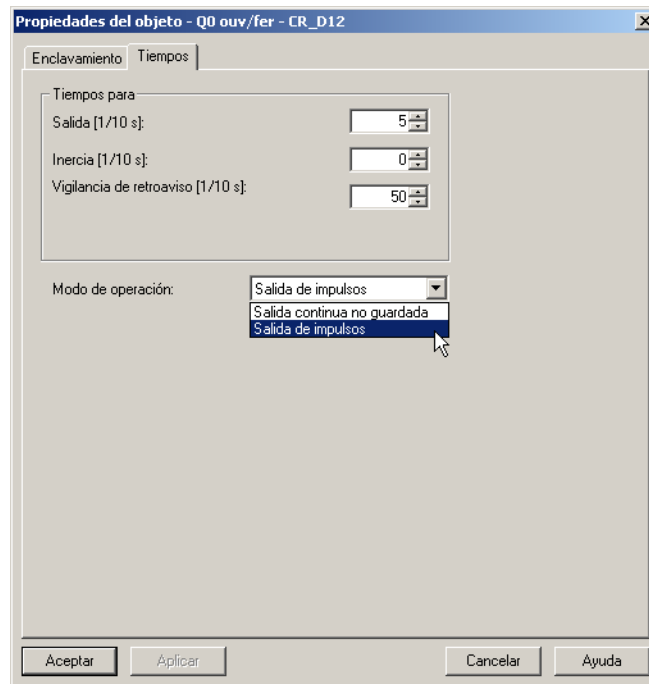 Propiedades del objeto - Q0 ouv/fer - CR_D12
Enclavamiento Tiempos
Tiempos para
Salida [1/10 s]: 5
Inercia [1/10 s]: 0
Vigilancia de retroaviso [1/10 s]: 50
Modo de operación: Salida de impulsos
Salida continua no guardada
Salida de impulsos
Aceptar Aplicar Cancelar Ayuda